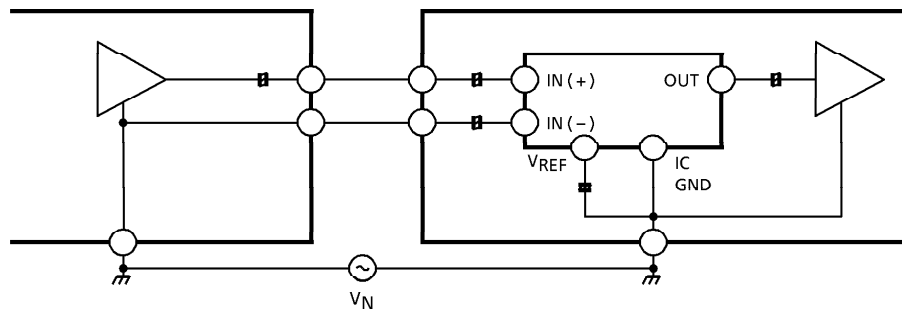 IN (+)
OUT
IN (−)
VREF
IC
GND
VN